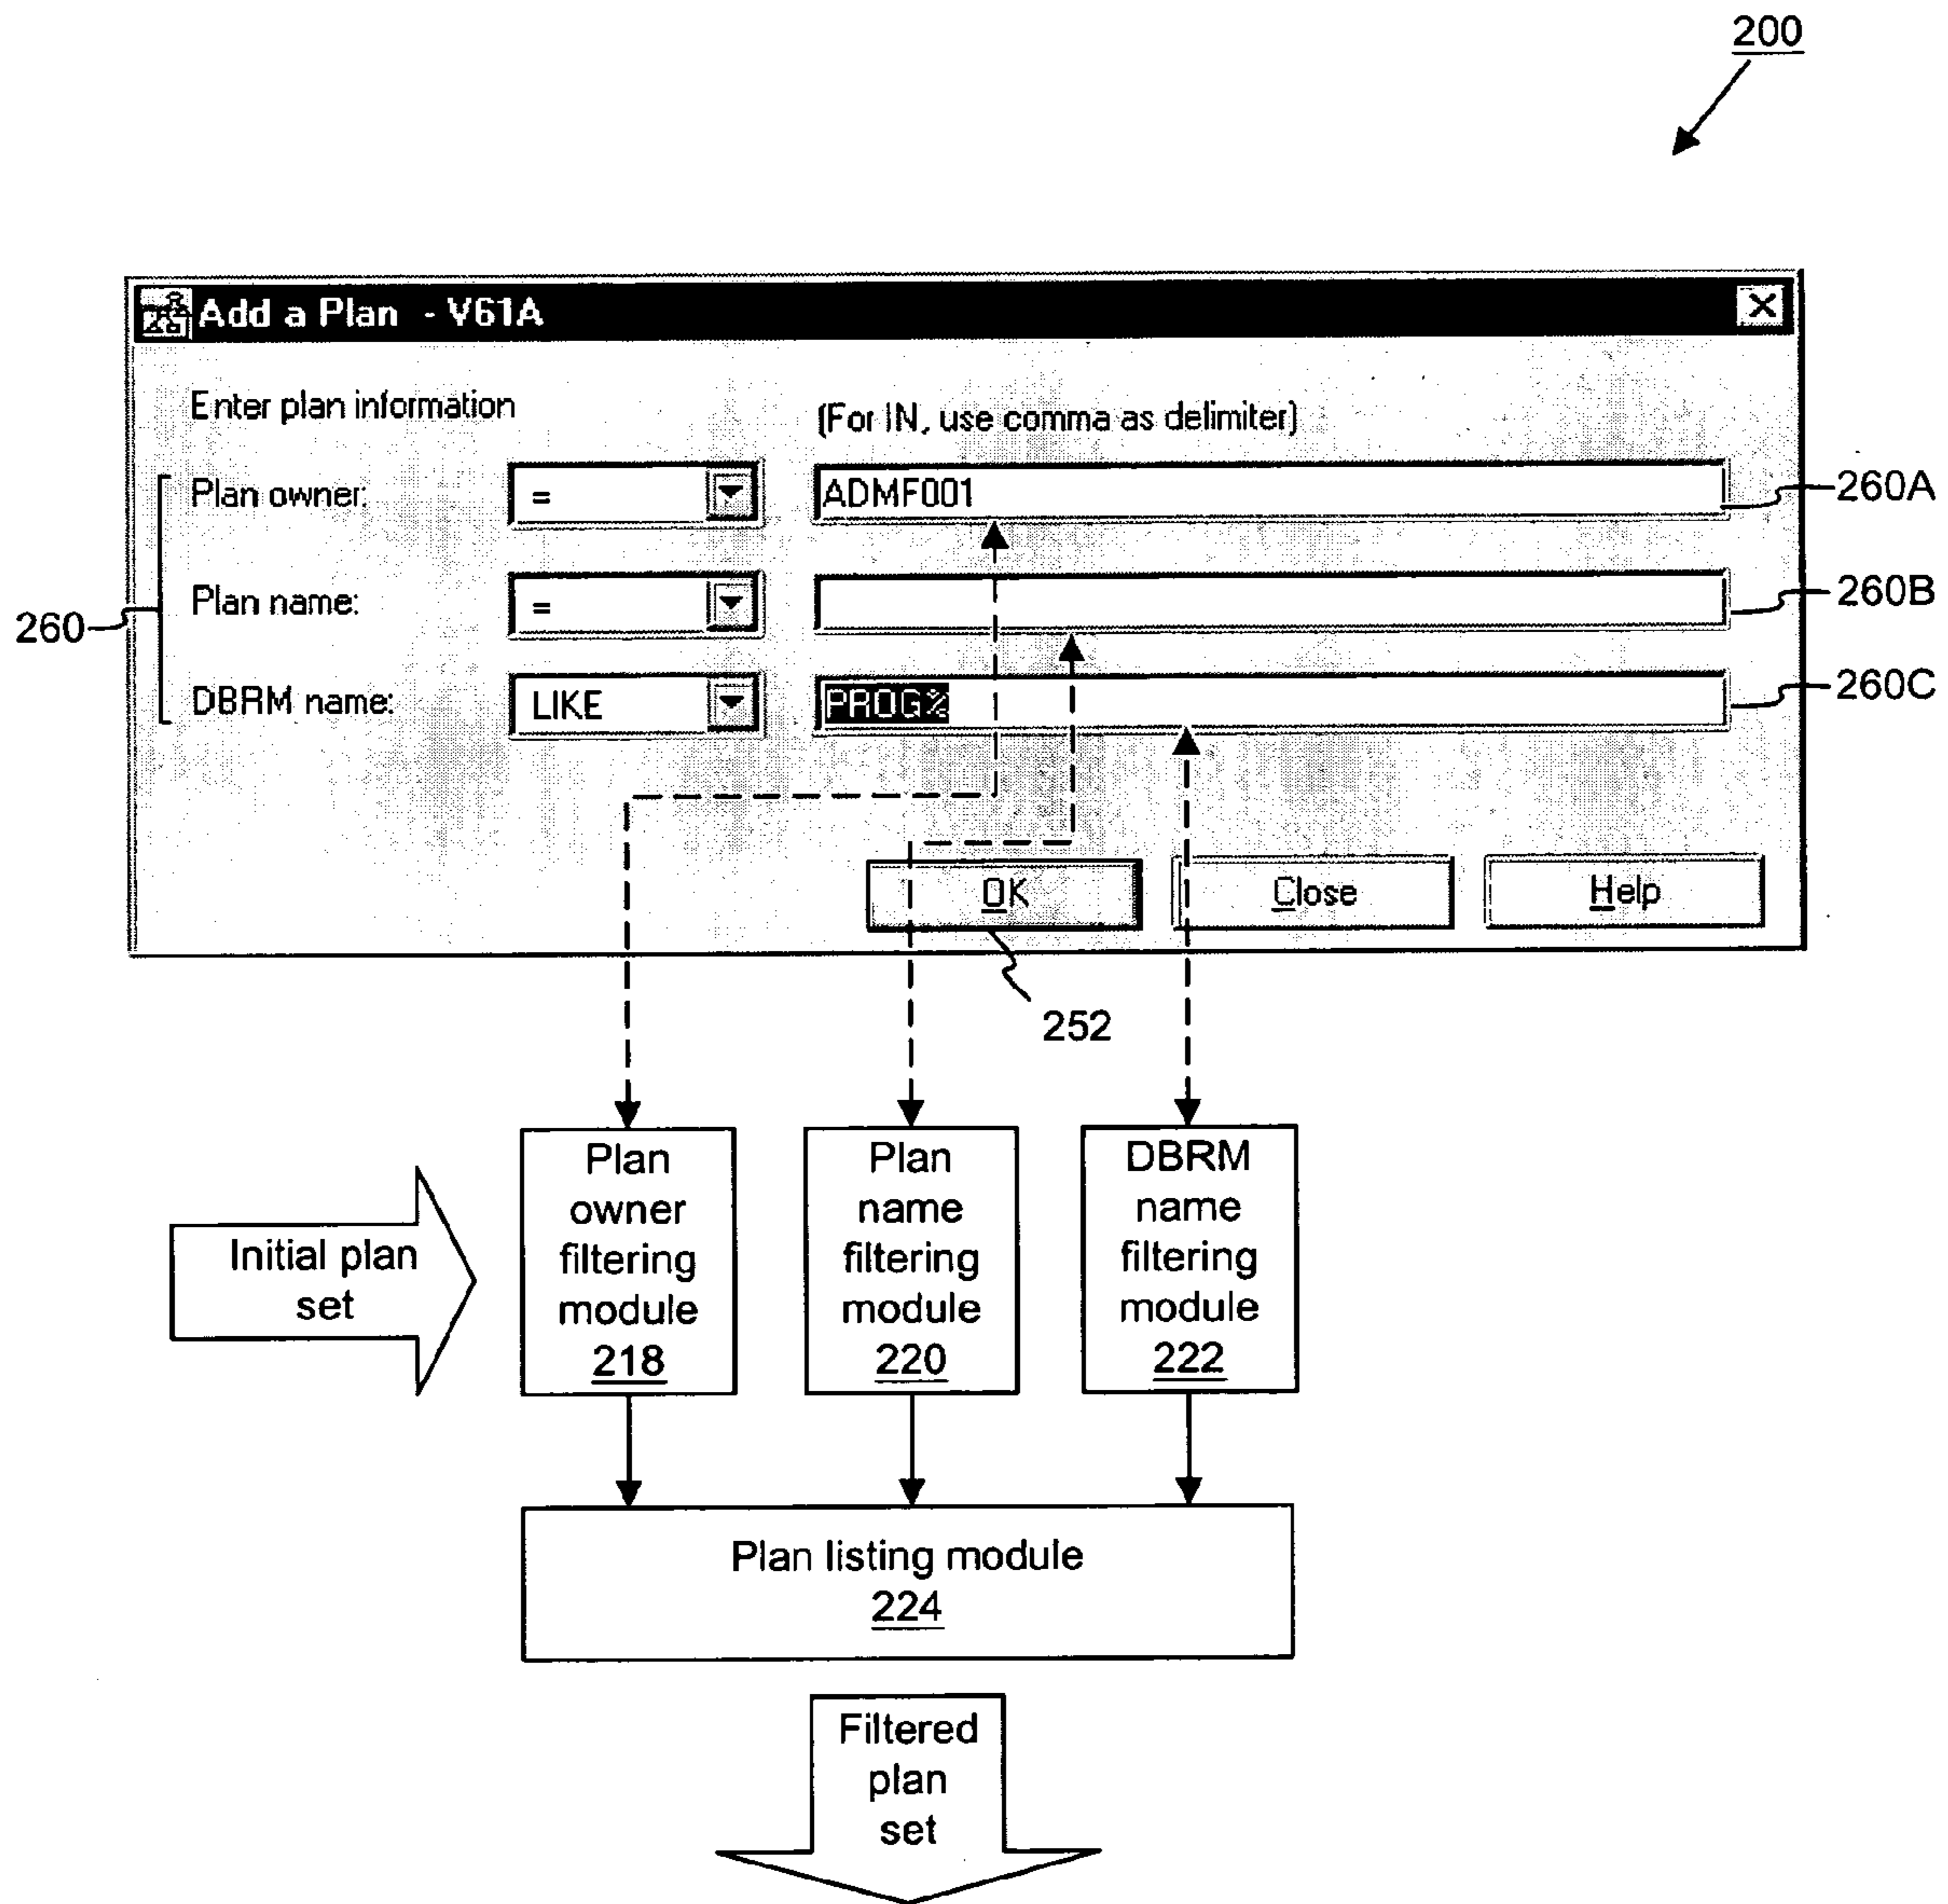 200
Add a Plan - V61A
Enter plan information
(For IN, use comma as delimiter)
Plan owner:
=
ADMF001
260A
Plan name:
=
260B
260
DBRM name:
LIKE
PROG%
260C
OK
Close
Help
252
Initial plan
set
Plan
owner
filtering
module
218
Plan
name
filtering
module
220
DBRM
name
filtering
module
222
Plan listing module
224
Filtered
plan
set